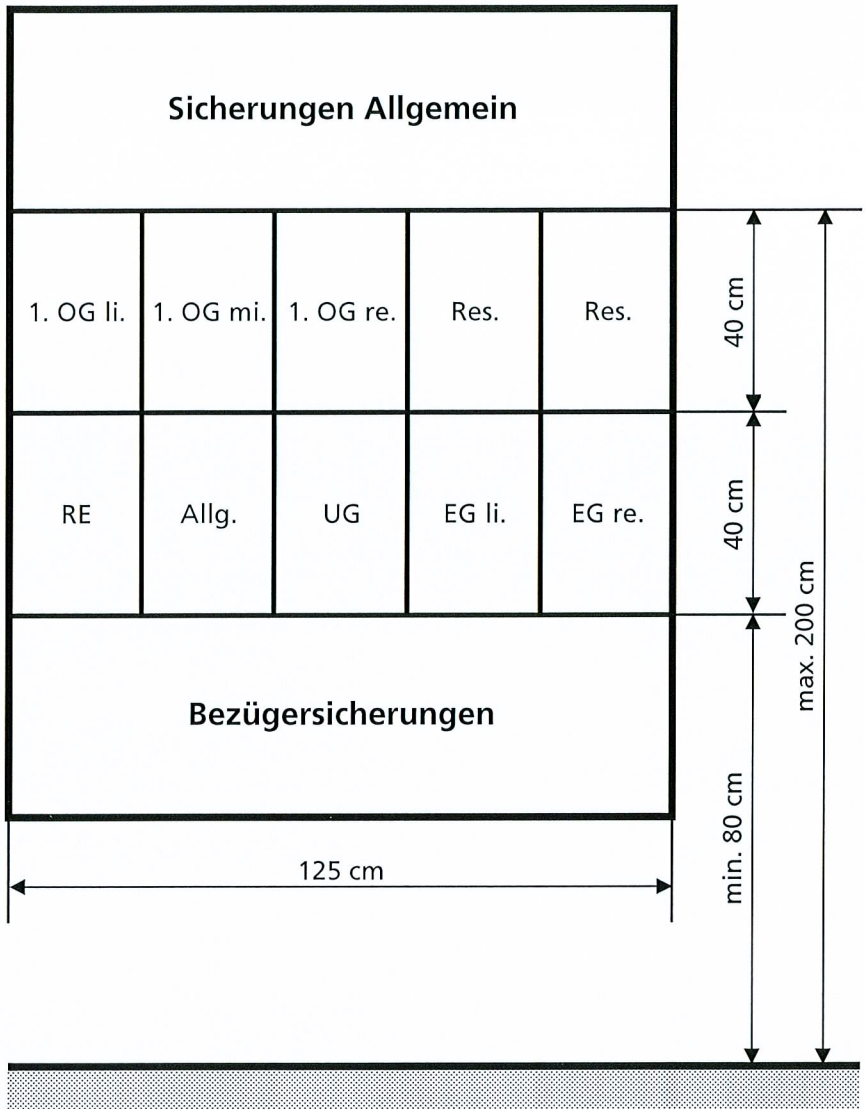 Sicherungen Allgemein
1. OG li.
1. OG mi.
1. OG re.
Res.
Res.
40 cm
RE
Allg.
UG
EG li.
EG re.
40 cm
max. 200 cm
Bezügersicherungen
min. 80 cm
125 cm